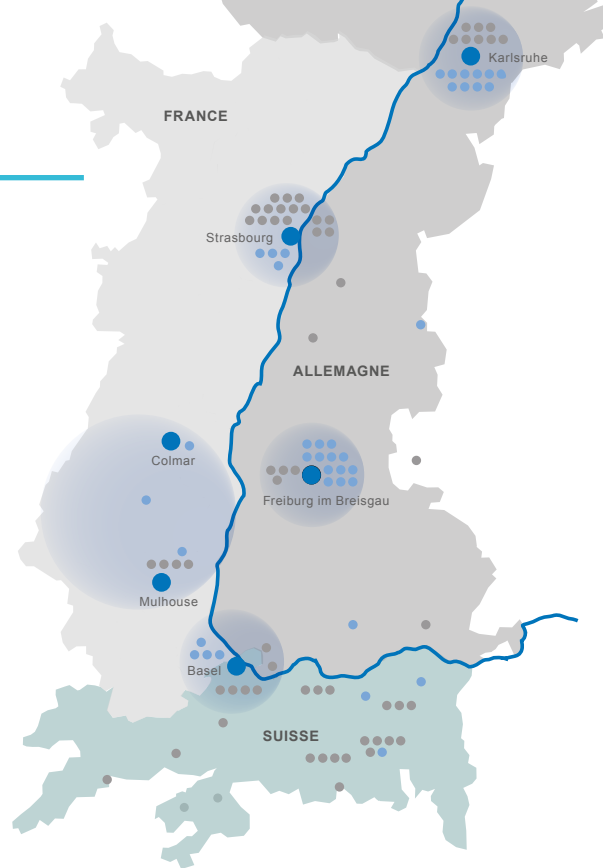 Karlsruhe
FRANCE
Strasbourg
ALLEMAGNE
Colmar
Freiburg im Breisgau
Mulhouse
Basel
SUISSE